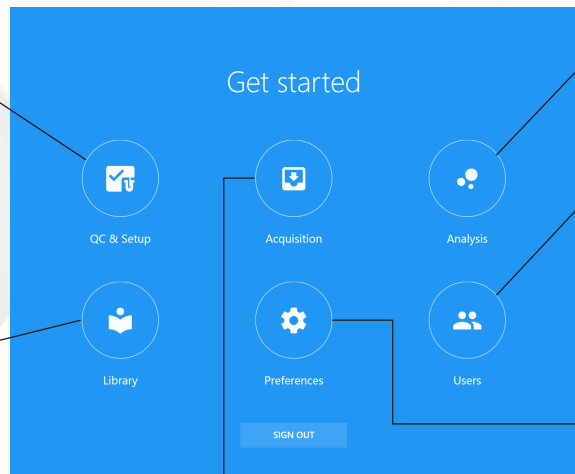 Get started
QC & Setup
Acquisition
Analysis
Library
Preferences
Users
SIGN OUT